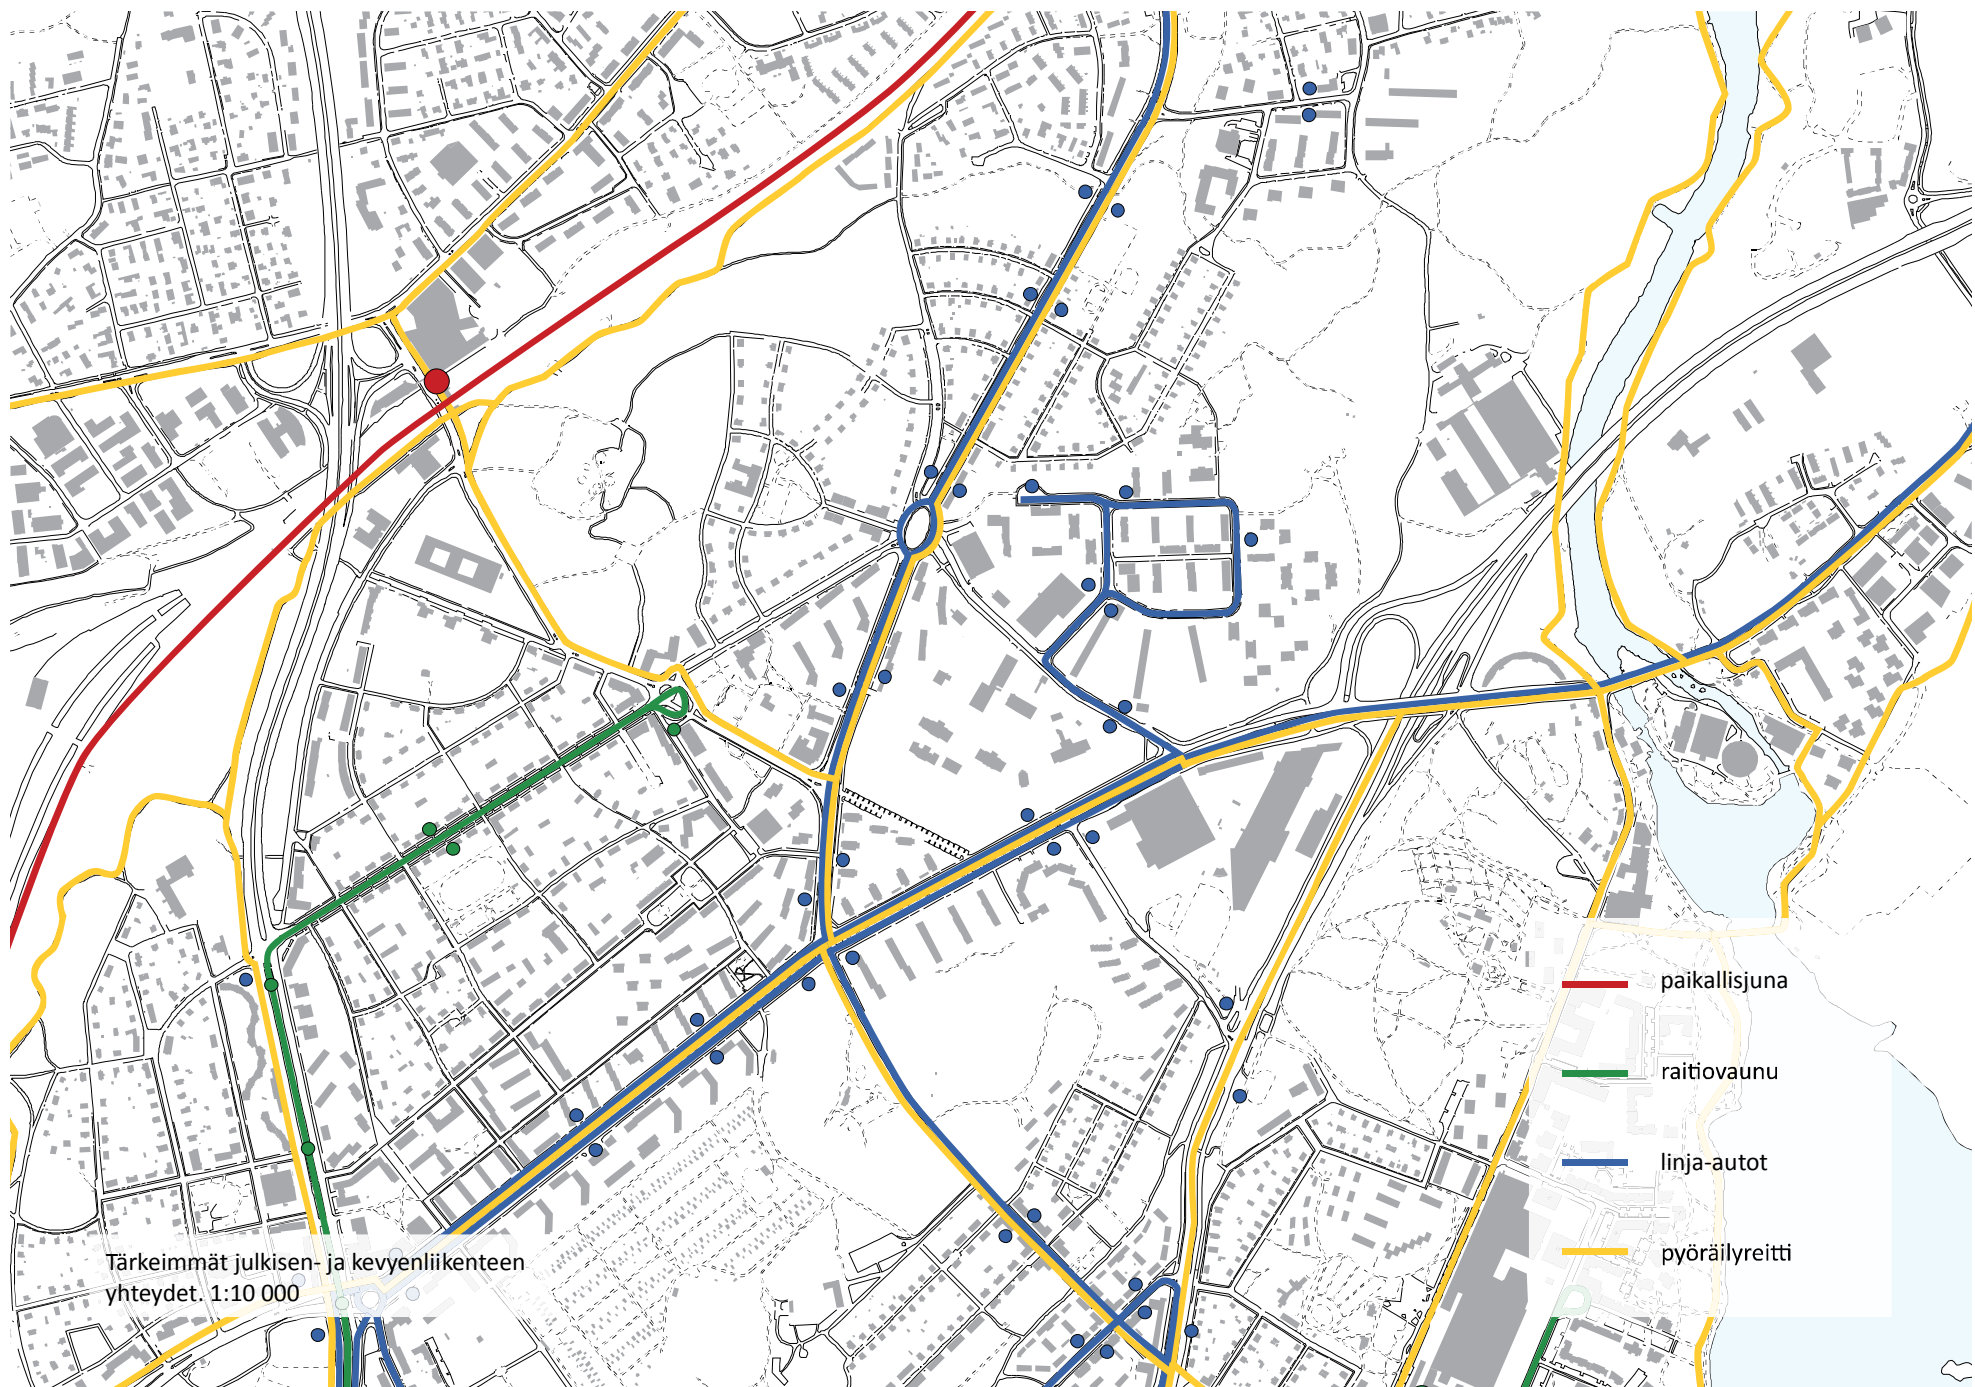 paikallisjuna
raitiovaunu
linja-autot
pyöräilyreitti
Tärkeimmät julkisen- ja kevyenliikenteen
yhteydet. 1:10 000